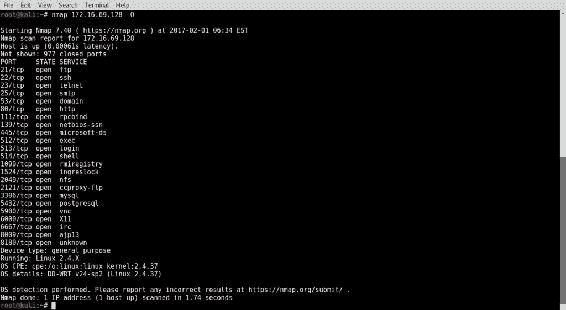 File Edit View Search Terminal Help
root@kali:~# nmap 172.16.69.128 -O
Starting Nmap 7.40 ( https://nmap.org ) at 2017-02-01 06:34 EST
Nmap scan report for 172.16.69.128
Host is up (0.00061s latency).
Not shown: 977 closed ports
PORT STATE SERVICE
21/tcp open ftp
22/tcp open ssh
23/tcp open telnet
25/tcp open smtp
53/tcp open domain
80/tcp open http
111/tcp open rpcbind
139/tcp open netbios-ssn
445/tcp open microsoft-ds
512/tcp open exec
513/tcp open login
514/tcp open shell
1099/tcp open rmiregistry
1524/tcp open ingreslock
2049/tcp open nfs
2121/tcp open ccproxy-ftp
3306/tcp open mysql
5432/tcp open postgresql
5900/tcp open vnc
6000/tcp open X11
6667/tcp open irc
8009/tcp open ajp13
8180/tcp open unknown
Device type: general purpose
Running: Linux 2.4.X
OS CPE: cpe:/o:linux:linux_kernel:2.4.37
OS details: DD-WRT v24-sp2 (Linux 2.4.37)
OS detection performed. Please report any incorrect results at https://nmap.org/submit/ .
Nmap done: 1 IP address (1 host up) scanned in 1.74 seconds
root@kali:~#